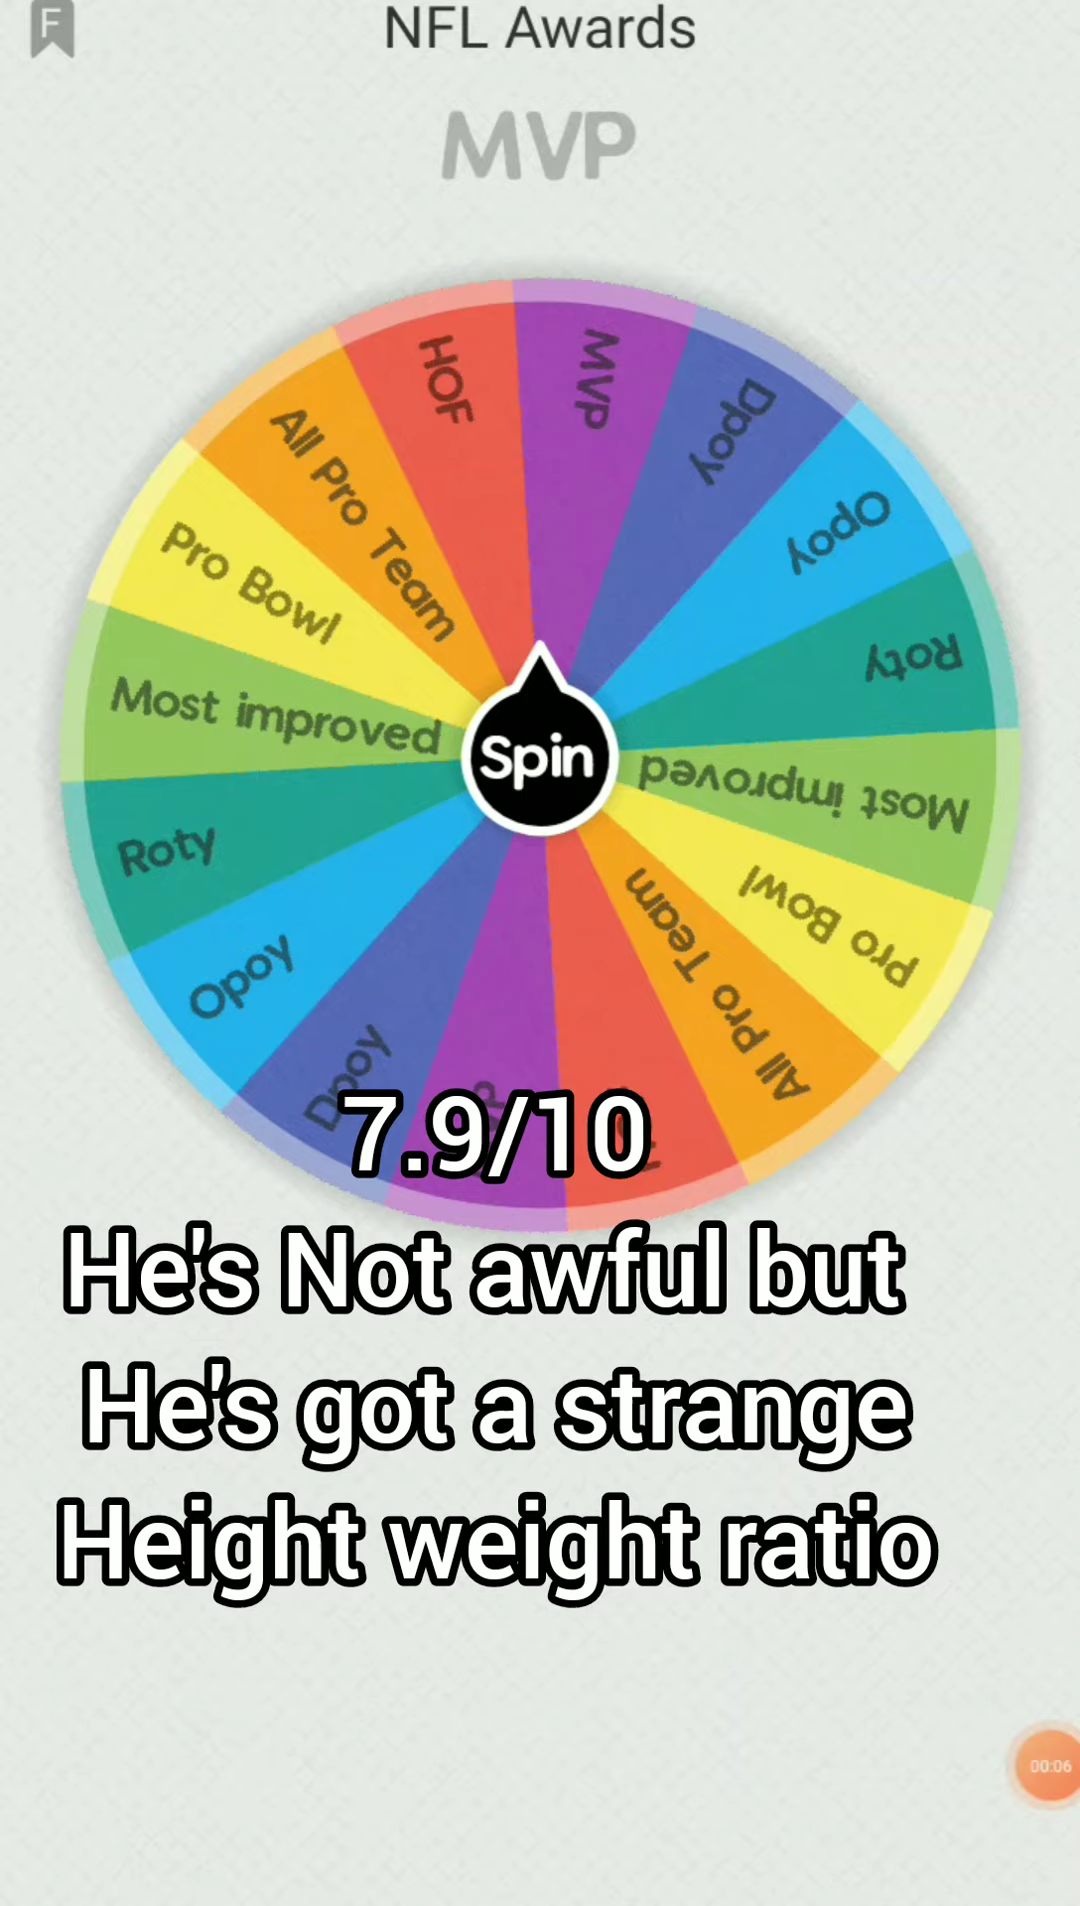 F
NFL Awards
MVP
HOF
MVP
Dpoy
All Pro Team
Opoy
Pro Bowl
Roty
Most improved
Spin
Most improved
Roty
Pro Bowl
All Pro Team
Opoy
Dpoy
7.9/10
He's Not awful but
He's got a strange
Height weight ratio
00:06